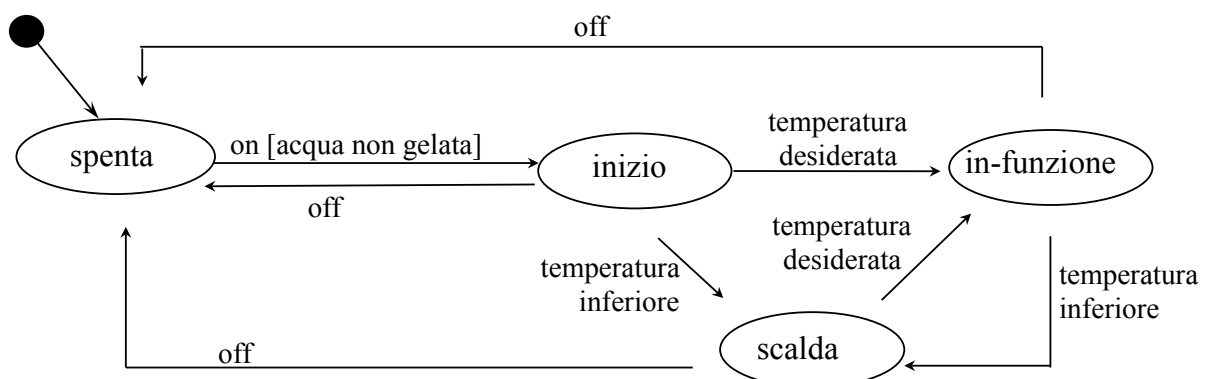 off
spenta
on [acqua non gelata]
off
inizio
temperatura
desiderata
in-funzione
temperatura
desiderata
temperatura
inferiore
temperatura
inferiore
off
scalda